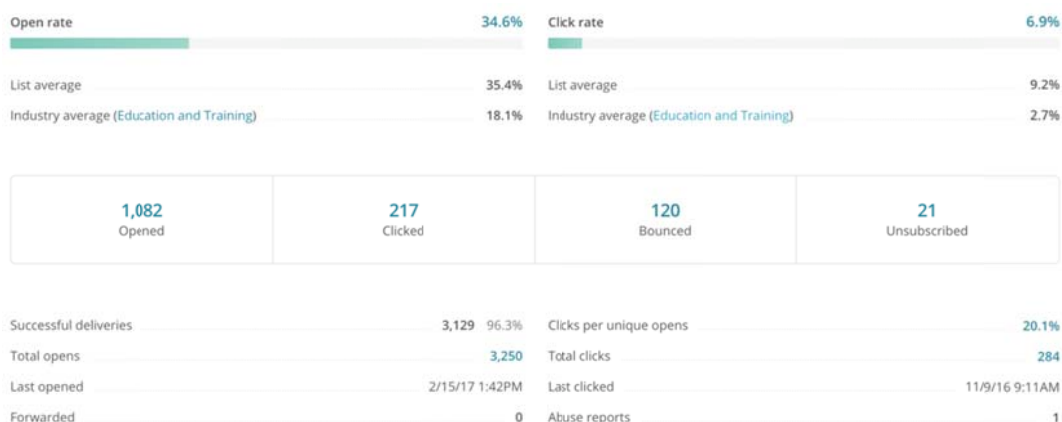 Open rate 34.6% Click rate 6.9%
List average 35.4% List average 9.2%
Industry average (Education and Training) 18.1% Industry average (Education and Training) 2.7%
1,082 217 120 21
Opened Clicked Bounced Unsubscribed
Successful deliveries 3,129 96.3% Clicks per unique opens 20.1%
Total opens 3,250 Total clicks 284
Last opened 2/15/17 1:42PM Last clicked 11/9/16 9:11AM
Forwarded 0 Abuse reports 1